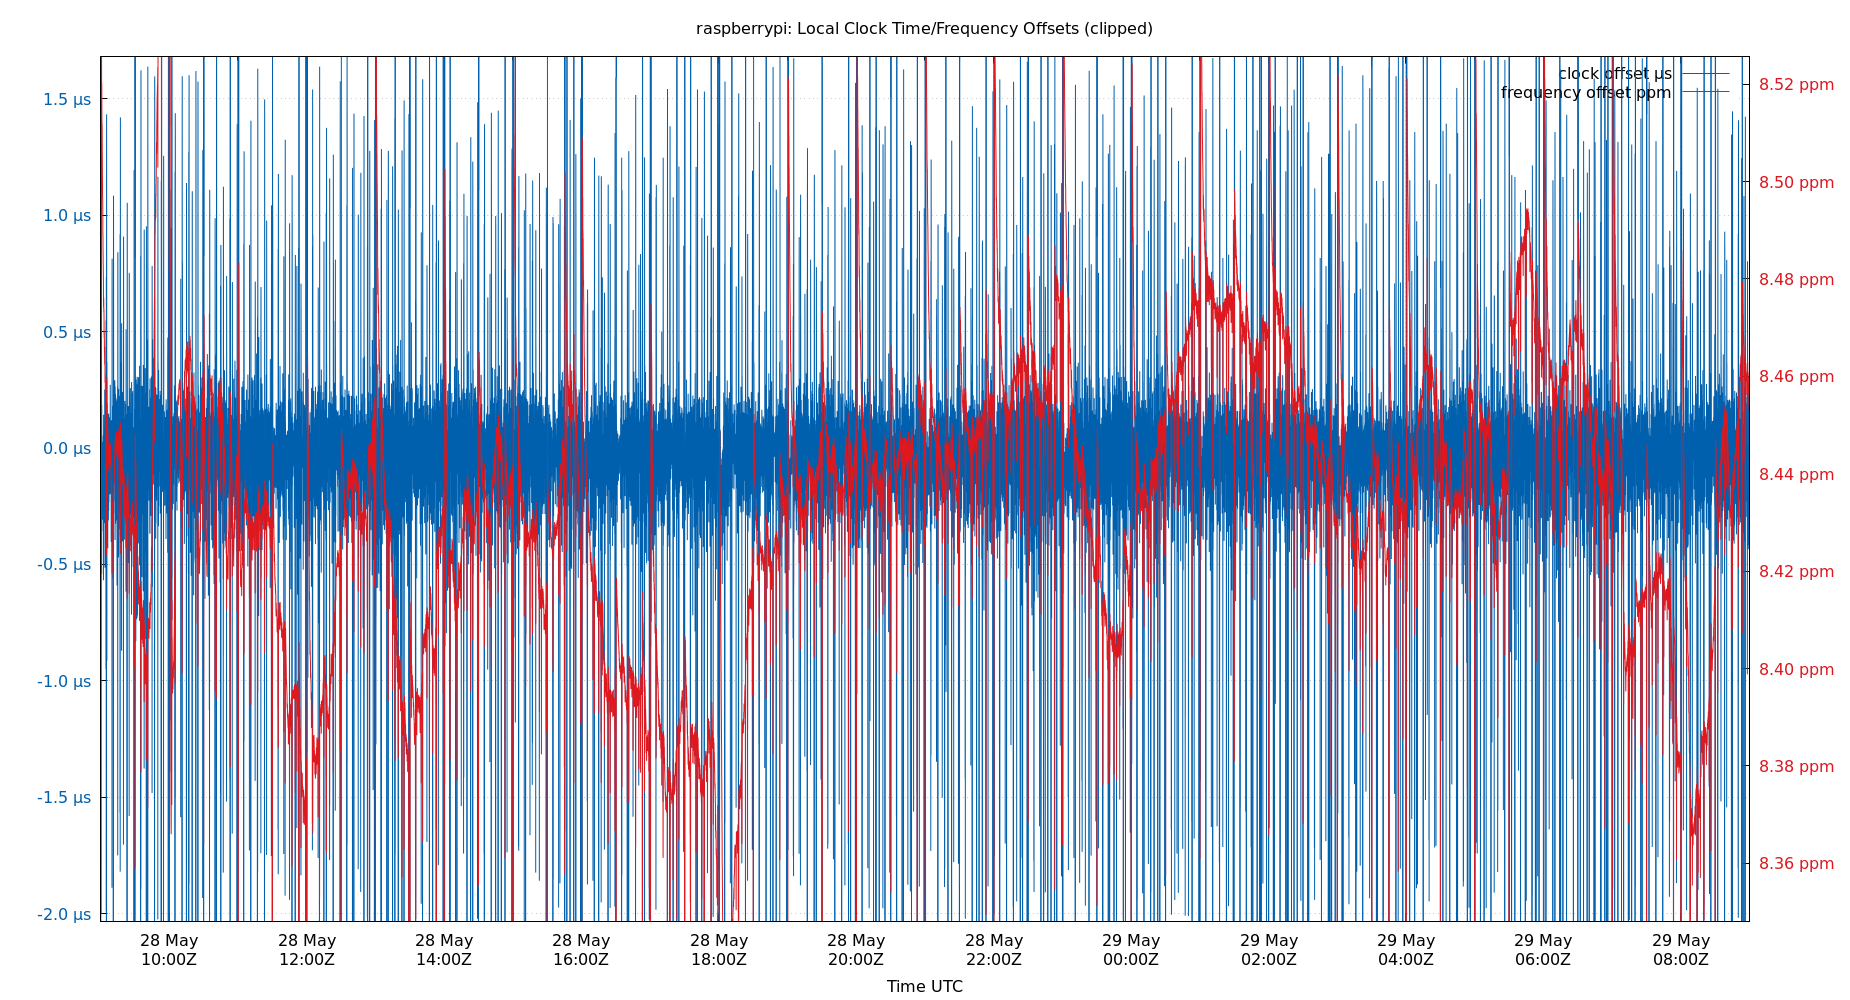 raspberrypi: Local Clock Time/Frequency Offsets (clipped)
clock offset µs
frequency offset ppm
1.5 µs
1.0 µs
0.5 µs
0.0 µs
-0.5 µs
-1.0 µs
-1.5 µs
-2.0 µs
8.52 ppm
8.50 ppm
8.48 ppm
8.46 ppm
8.44 ppm
8.42 ppm
8.40 ppm
8.38 ppm
8.36 ppm
28 May 28 May 28 May 28 May 28 May 28 May 28 May 29 May 29 May 29 May 29 May 29 May
10:00Z 12:00Z 14:00Z 16:00Z 18:00Z 20:00Z 22:00Z 00:00Z 02:00Z 04:00Z 06:00Z 08:00Z
Time UTC